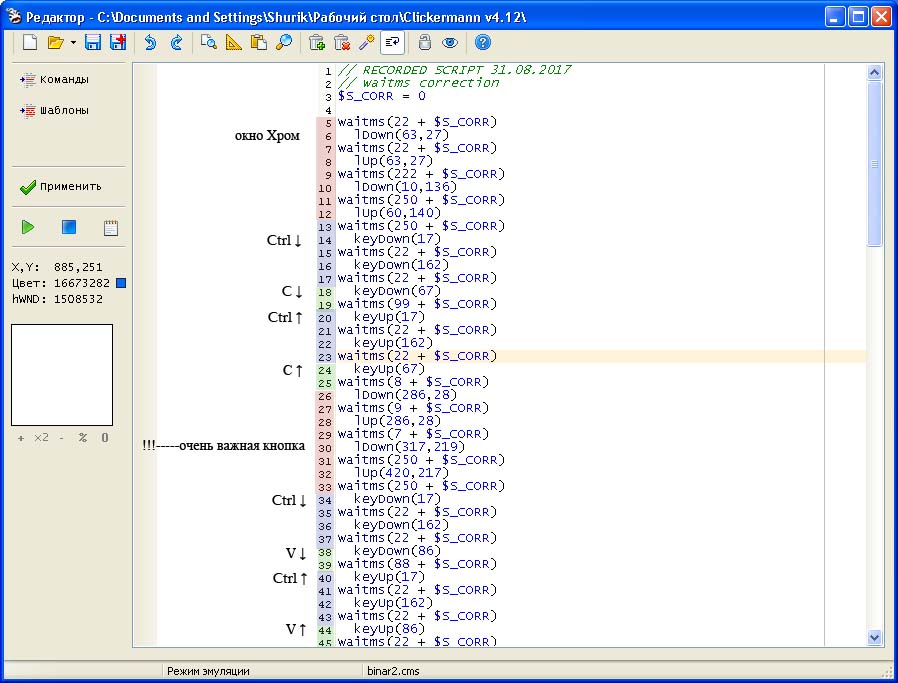 Редактор - C:\Documents and Settings\Shurik\Рабочий стол\Clickermann v4.12\
Команды
Шаблоны
Применить
X,Y: 885,251
Цвет: 16673282
hWND: 1508532
+ x2 - % 0
1 // RECORDED SCRIPT 31.08.2017
2 // waitms correction
3 $S_CORR = 0
4
5 waitms(22 + $S_CORR)
окно Хром 6 lDown(63,27)
7 waitms(22 + $S_CORR)
8 lUp(63,27)
9 waitms(222 + $S_CORR)
10 lDown(10,136)
11 waitms(250 + $S_CORR)
12 lUp(60,140)
13 waitms(250 + $S_CORR)
Ctrl ↓ 14 keyDown(17)
15 waitms(22 + $S_CORR)
16 keyDown(162)
17 waitms(22 + $S_CORR)
C ↓ 18 keyDown(67)
19 waitms(99 + $S_CORR)
Ctrl ↑ 20 keyUp(17)
21 waitms(22 + $S_CORR)
22 keyUp(162)
23 waitms(22 + $S_CORR)
C ↑ 24 keyUp(67)
25 waitms(8 + $S_CORR)
26 lDown(286,28)
27 waitms(9 + $S_CORR)
28 lUp(286,28)
29 waitms(7 + $S_CORR)
!!!-----очень важная кнопка 30 lDown(317,219)
31 waitms(250 + $S_CORR)
32 lUp(420,217)
33 waitms(250 + $S_CORR)
Ctrl ↓ 34 keyDown(17)
35 waitms(22 + $S_CORR)
36 keyDown(162)
37 waitms(22 + $S_CORR)
V ↓ 38 keyDown(86)
39 waitms(88 + $S_CORR)
Ctrl ↑ 40 keyUp(17)
41 waitms(22 + $S_CORR)
42 keyUp(162)
43 waitms(22 + $S_CORR)
V ↑ 44 keyUp(86)
45 waitms(22 + $S_CORR)
Режим эмуляции
binar2.cms